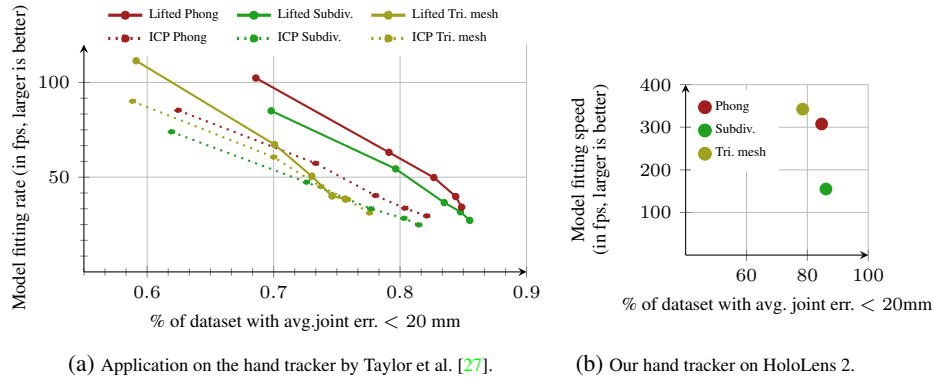 Lifted Phong Lifted Subdiv. Lifted Tri. mesh
ICP Phong ICP Subdiv. ICP Tri. mesh
Model fitting rate (in fps, larger is better)
100
50
0.6 0.7 0.8 0.9
% of dataset with avg.joint err. < 20 mm
(a) Application on the hand tracker by Taylor et al. [27].
Model fitting speed
(in fps, larger is better)
400
300
200
100
Phong
Subdiv.
Tri. mesh
60 80 100
% of dataset with avg. joint err. < 20mm
(b) Our hand tracker on HoloLens 2.